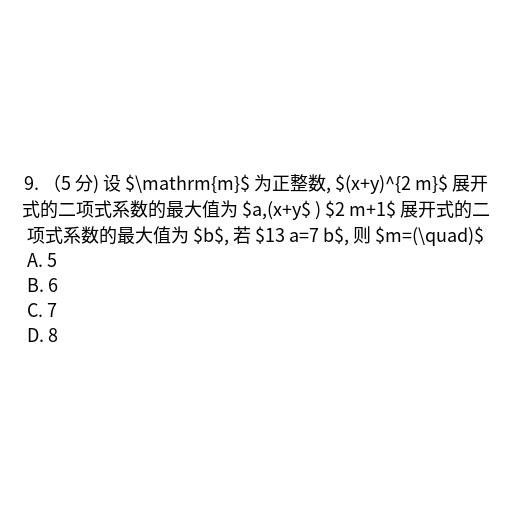 9. （5 分) 设 $\mathrm{m}$ 为正整数, $(x+y)^{2 m}$ 展开
式的二项式系数的最大值为 $a,(x+y$ ) $2 m+1$ 展开式的二
项式系数的最大值为 $b$, 若 $13 a=7 b$, 则 $m=(\quad)$
A. 5
B. 6
C. 7
D. 8